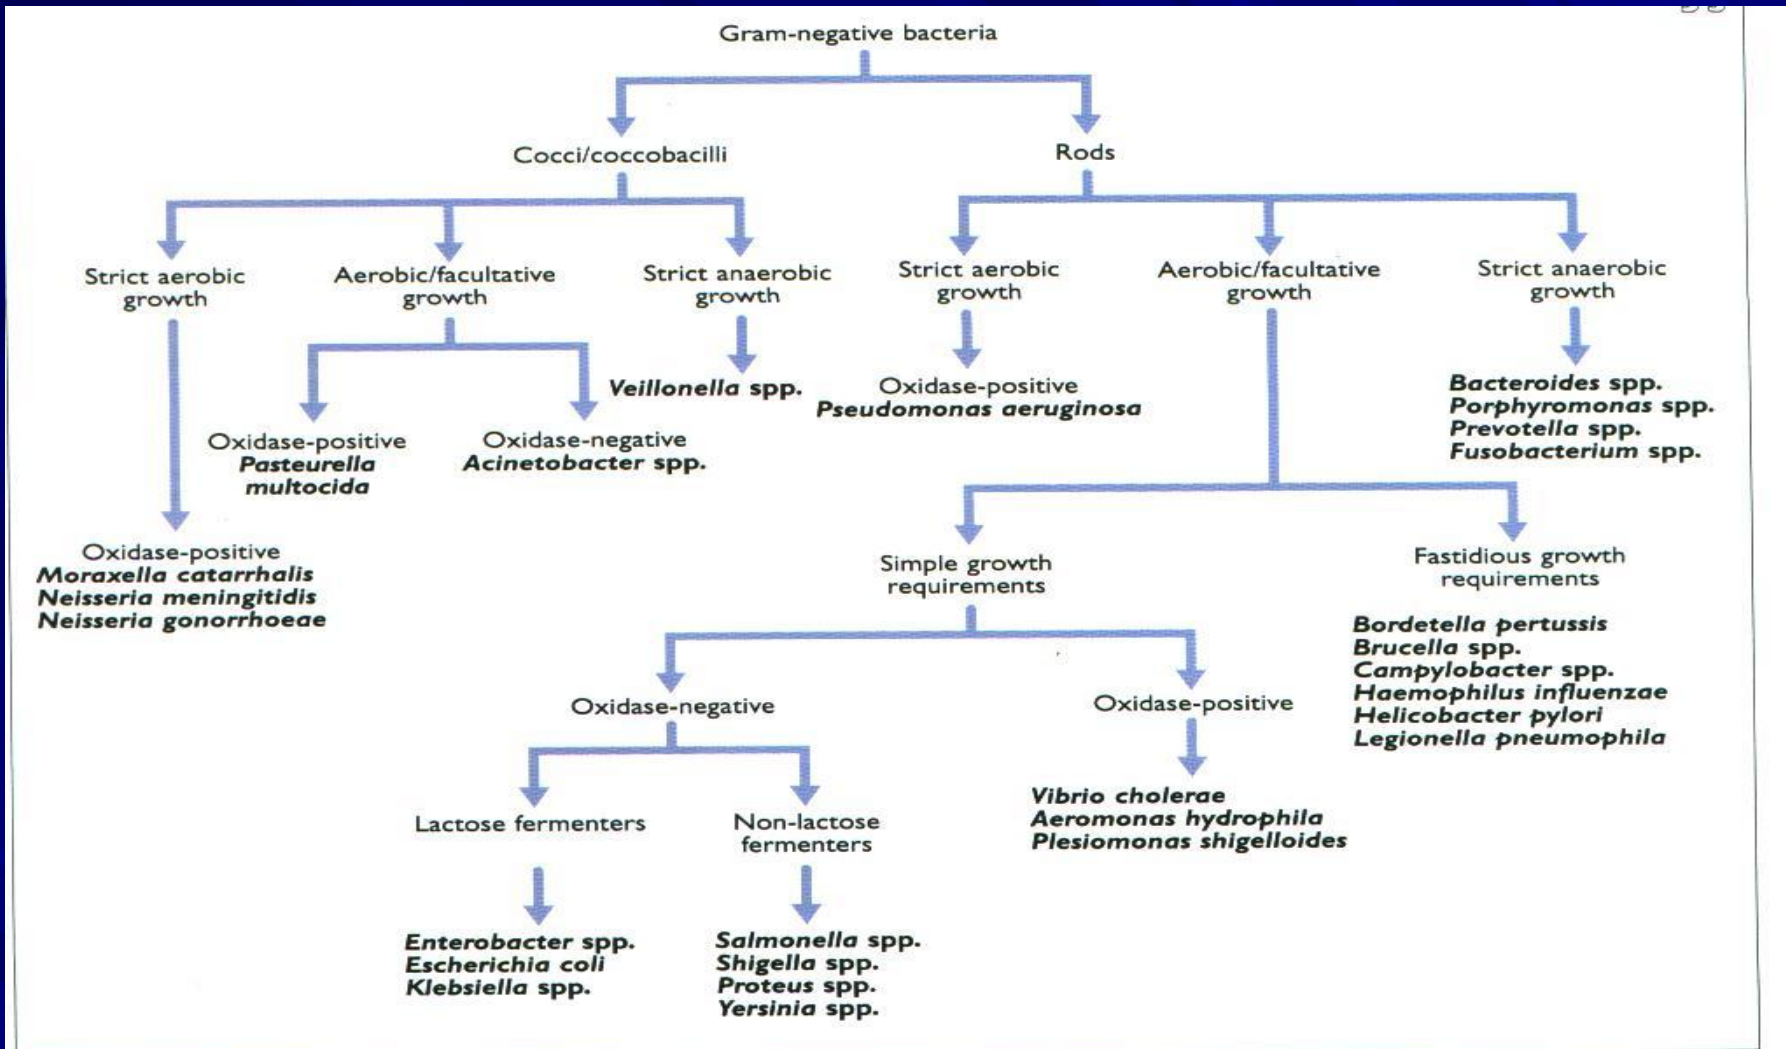 Gram-negative bacteria
Cocci/coccobacilli
Rods
Strict aerobic
growth
Aerobic/facultative
growth
Strict anaerobic
growth
Strict aerobic
growth
Aerobic/facultative
growth
Strict anaerobic
growth
Veillonella spp.
Oxidase-positive
Pseudomonas aeruginosa
Bacteroides spp.
Porphyromonas spp.
Prevotella spp.
Fusobacterium spp.
Oxidase-positive
Pasteurella
multocida
Oxidase-negative
Acinetobacter spp.
Oxidase-positive
Moraxella catarrhalis
Neisseria meningitidis
Neisseria gonorrhoeae
Simple growth
requirements
Fastidious growth
requirements
Bordetella pertussis
Brucella spp.
Campylobacter spp.
Haemophilus influenzae
Helicobacter pylori
Legionella pneumophila
Oxidase-negative
Oxidase-positive
Vibrio cholerae
Aeromonas hydrophila
Plesiomonas shigelloides
Lactose fermenters
Non-lactose
fermenters
Enterobacter spp.
Escherichia coli
Klebsiella spp.
Salmonella spp.
Shigella spp.
Proteus spp.
Yersinia spp.